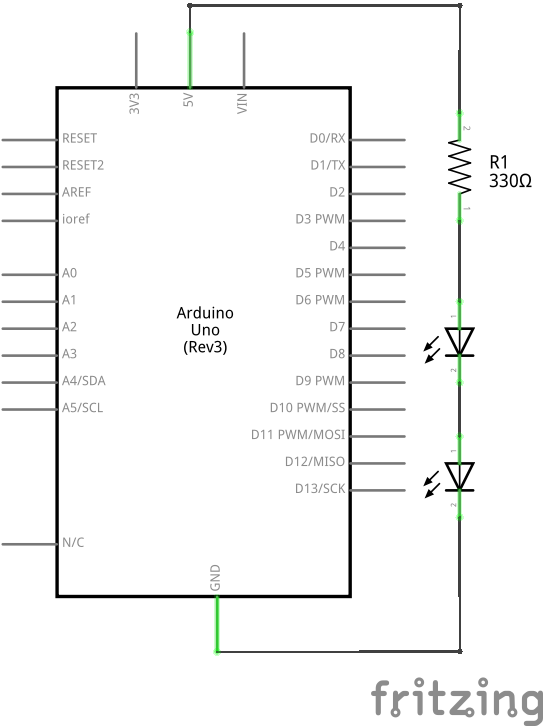 3V3
5V
VIN
RESET
RESET2
AREF
ioref
A0
A1
A2
A3
A4/SDA
A5/SCL
N/C
Arduino
Uno
(Rev3)
D0/RX
D1/TX
D2
D3 PWM
D4
D5 PWM
D6 PWM
D7
D8
D9 PWM
D10 PWM/SS
D11 PWM/MOSI
D12/MISO
D13/SCK
GND
2
R1
330Ω
1
1
2
1
2
fritzing